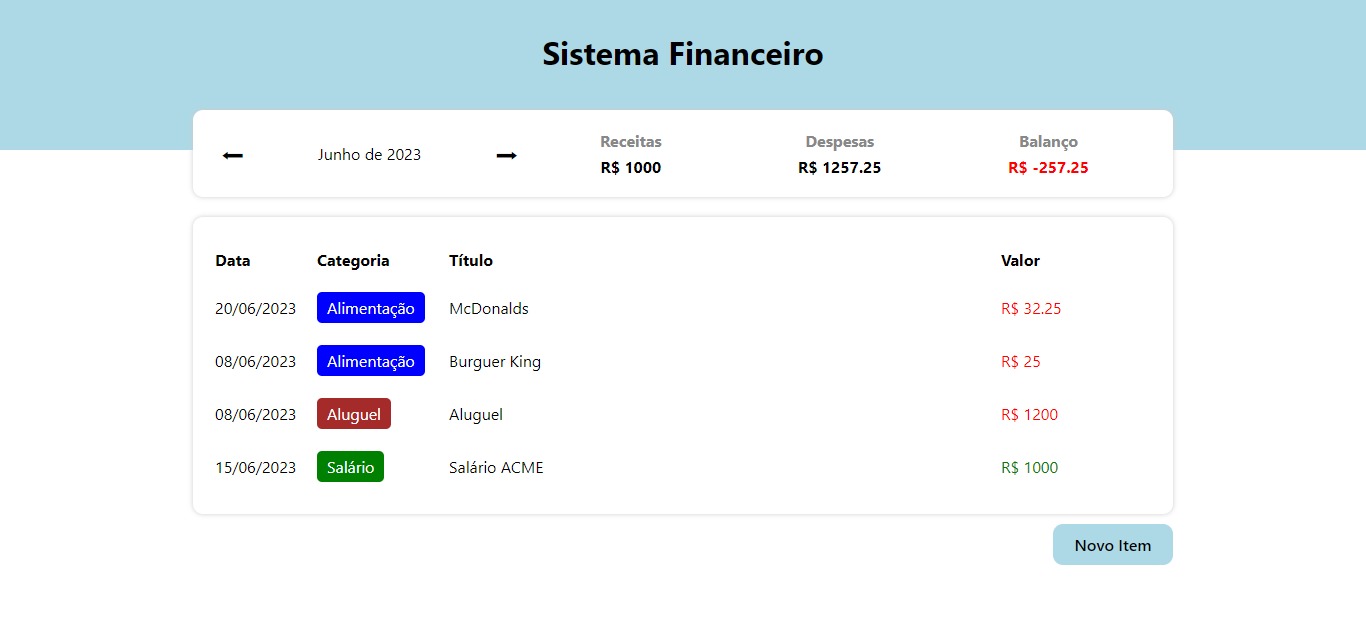 Sistema Financeiro
Junho de 2023
Receitas
R$ 1000
Despesas
R$ 1257.25
Balanço
R$ -257.25
Data Categoria Título Valor
20/06/2023 Alimentação McDonalds R$ 32.25
08/06/2023 Alimentação Burguer King R$ 25
08/06/2023 Aluguel Aluguel R$ 1200
15/06/2023 Salário Salário ACME R$ 1000
Novo Item